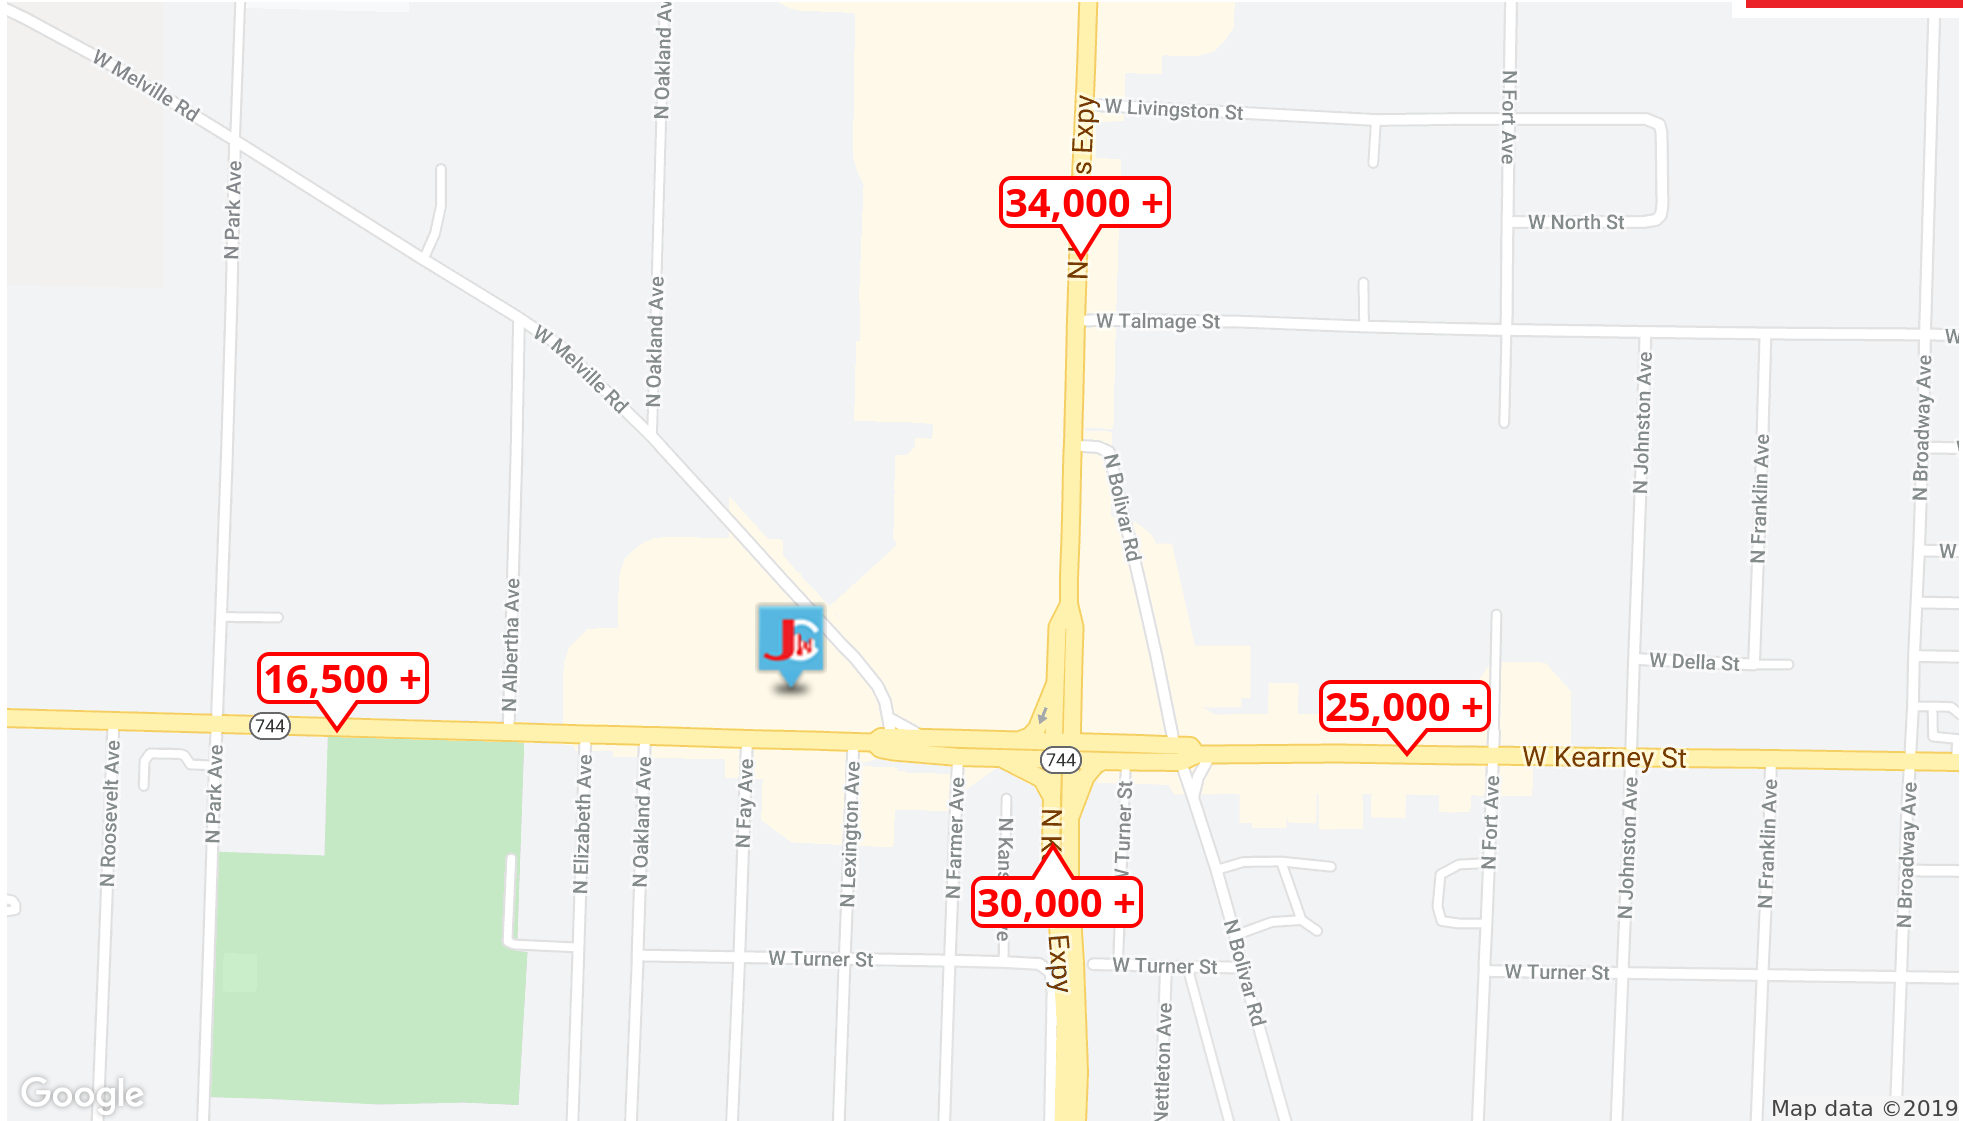 W Melville Rd
N Park Ave
N Oakland Av
s Expy
W Livingston St
N Fort Ave
34,000 +
N
W North St
W Talmage St
W
N Oakland Ave
W Melville Rd
N Johnston Ave
N Broadway Ave
N Bolivar Rd
N Franklin Ave
W
N Albertha Ave
16,500 +
744
W Della St
25,000 +
744
W Kearney St
N Roosevelt Ave
N Park Ave
N Elizabeth Ave
N Oakland Ave
N Fay Ave
N Lexington Ave
N Farmer Ave
N Kans
ve
N K
W Turner St
N Fort Ave
N Johnston Ave
N Franklin Ave
N Broadway Ave
30,000 +
Expy
W Turner St
W Turner St
N Bolivar Rd
W Turner St
Nettleton Ave
Google
Map data ©2019